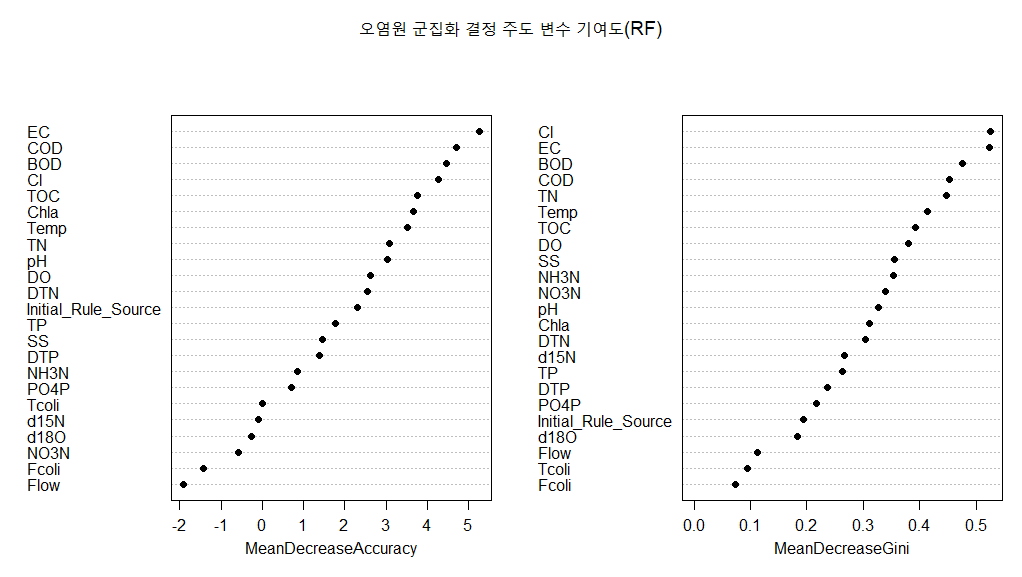 오염원 군집화 결정 주도 변수 기여도(RF)
EC
COD
BOD
Cl
TOC
Chla
Temp
TN
pH
DO
DTN
Initial_Rule_Source
TP
SS
DTP
NH3N
PO4P
Tcoli
d15N
d18O
NO3N
Fcoli
Flow
-2 -1 0 1 2 3 4 5
MeanDecreaseAccuracy
Cl
EC
BOD
COD
TN
Temp
TOC
DO
SS
NH3N
NO3N
pH
Chla
DTN
d15N
TP
DTP
PO4P
Initial_Rule_Source
d18O
Flow
Tcoli
Fcoli
0.0 0.1 0.2 0.3 0.4 0.5
MeanDecreaseGini